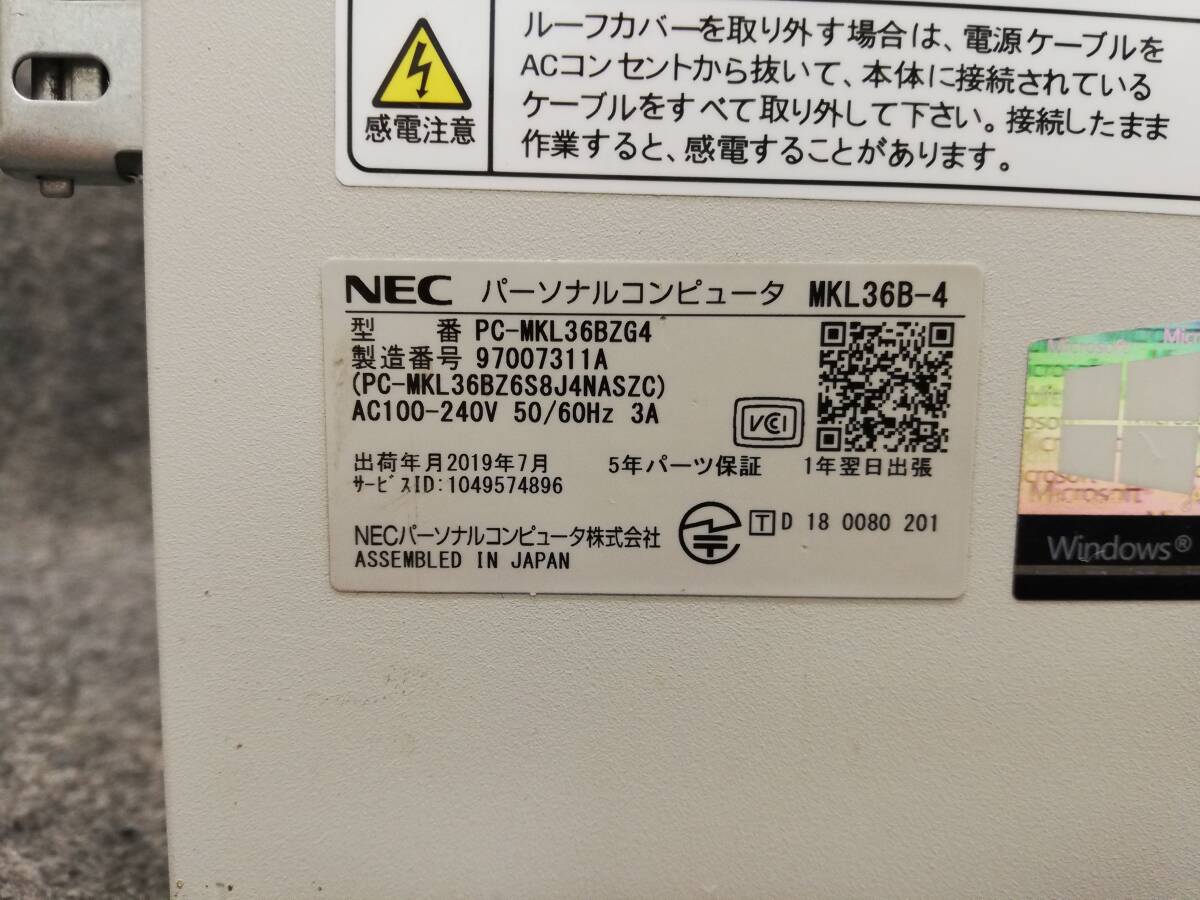 ルーフカバーを取り外す場合は、電源ケーブルを
ACコンセントから抜いて、本体に接続されている
ケーブルをすべて取り外して下さい。接続したまま
作業すると、感電することがあります。
感電注意
NEC パーソナルコンピュータ MKL36B-4
型 番 PC-MKL36BZG4
製造番号 97007311A
(PC-MKL36BZ6S8J4NASZC)
AC100-240V 50/60Hz 3A
VCCI
出荷年月2019年7月 5年パーツ保証 1年翌日出張
サービスID:1049574896
NECパーソナルコンピュータ株式会社 T D 18 0080 201
ASSEMBLED IN JAPAN
Microsoft
Microsoft
Windows®